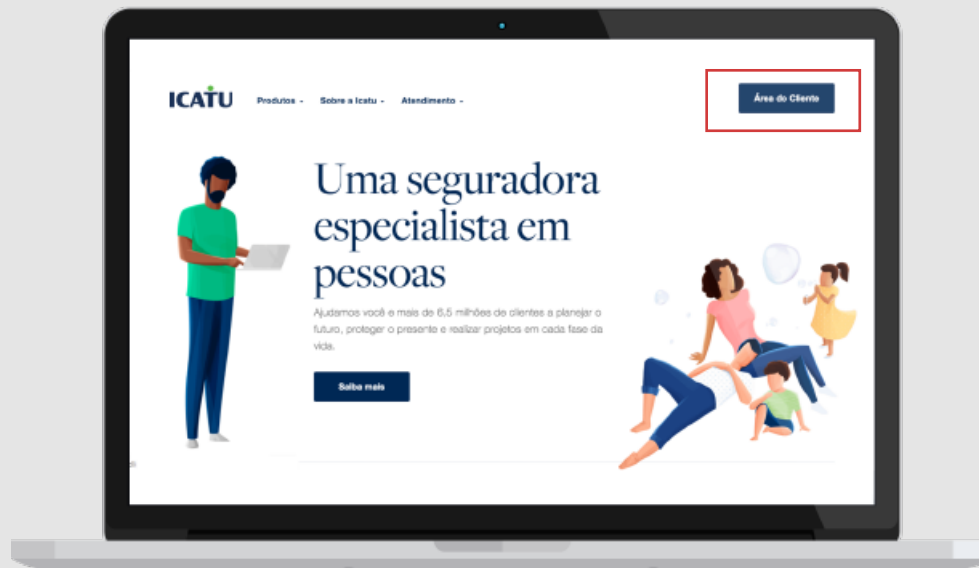 ICATU
Produtos -
Sobre a Icatu -
Atendimento -
Área do Cliente
Uma seguradora
especialista em
pessoas
Ajudamos você e mais de 6,5 milhões de clientes a planejar o
futuro, proteger o presente e realizar projetos em cada fase da
vida.
Saiba mais